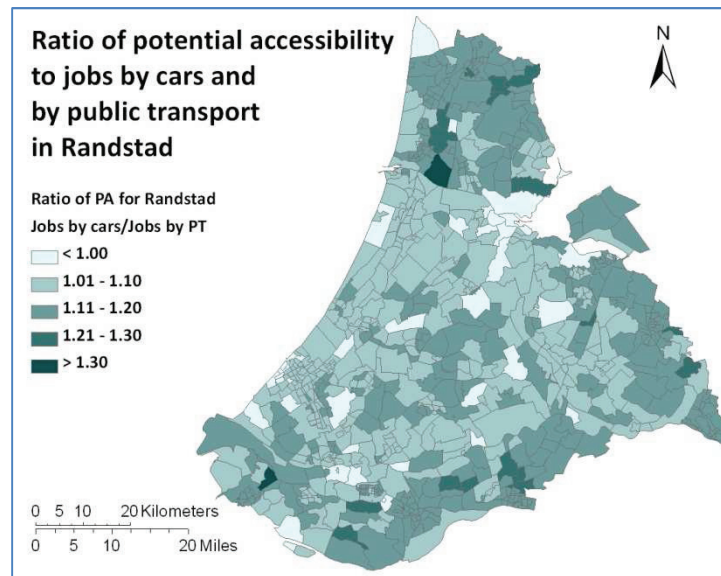 Ratio of potential accessibility
to jobs by cars and
by public transport
in Randstad
N
Ratio of PA for Randstad
Jobs by cars/Jobs by PT
< 1.00
1.01 - 1.10
1.11 - 1.20
1.21 - 1.30
> 1.30
0 5 10 20 Kilometers
0 5 10 20 Miles